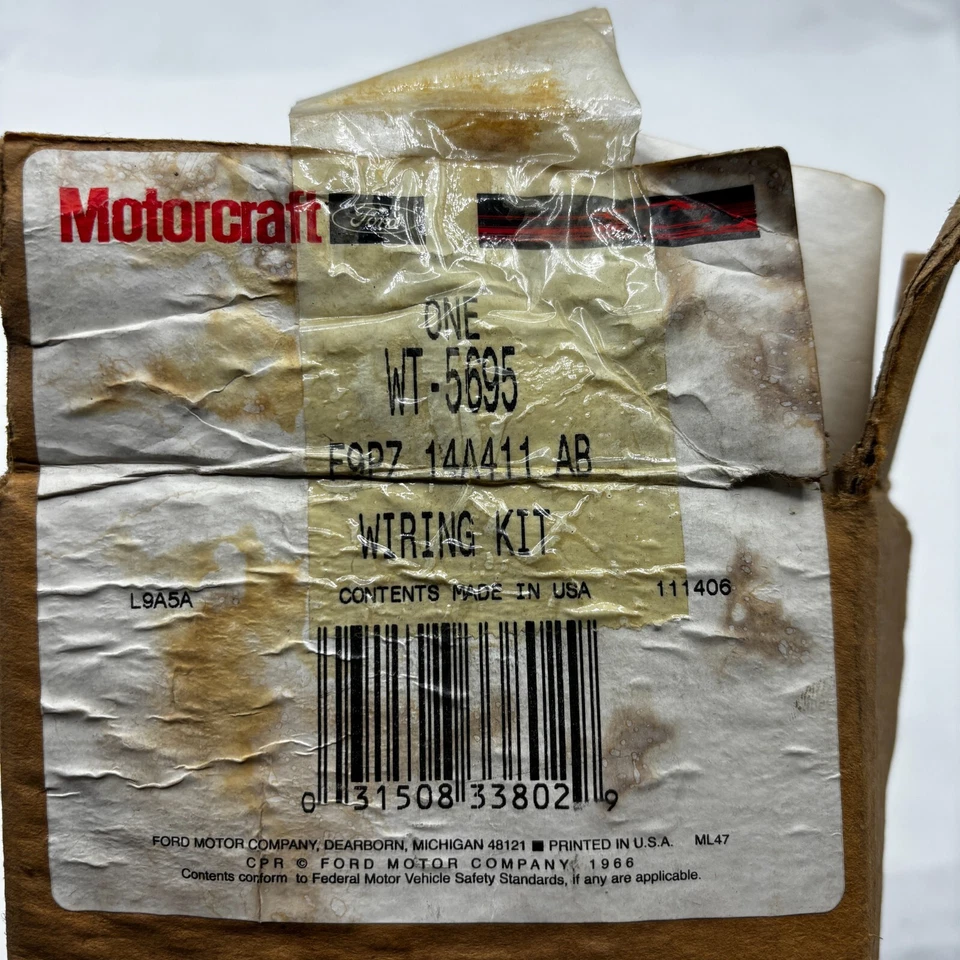 Motorcraft Ford
ONE
WT-5695
F9PZ 14A411 AB
WIRING KIT
L9A5A CONTENTS MADE IN USA 111406
0 31508 33802 9
FORD MOTOR COMPANY, DEARBORN, MICHIGAN 48121 ■ PRINTED IN U.S.A. ML47
CPR © FORD MOTOR COMPANY, 1966
Contents conform to Federal Motor Vehicle Safety Standards, if any are applicable.